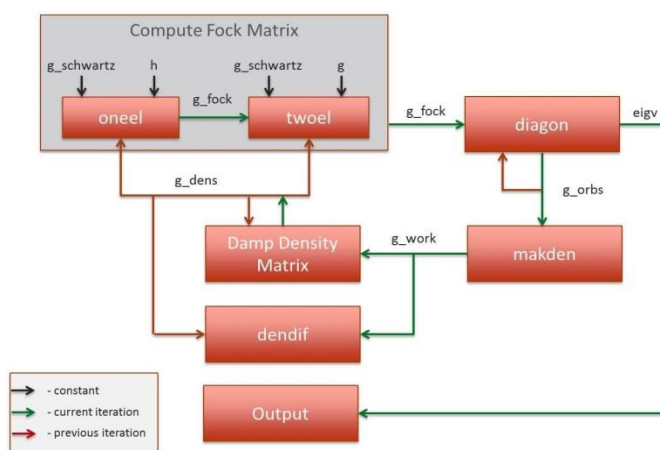 Compute Fock Matrix
g_schwartz
h
g_schwartz
g
oneel
g_fock
twoel
g_fock
diagon
eigv
g_dens
g_orbs
Damp Density
Matrix
g_work
makden
dendif
Output
- constant
- current iteration
- previous iteration